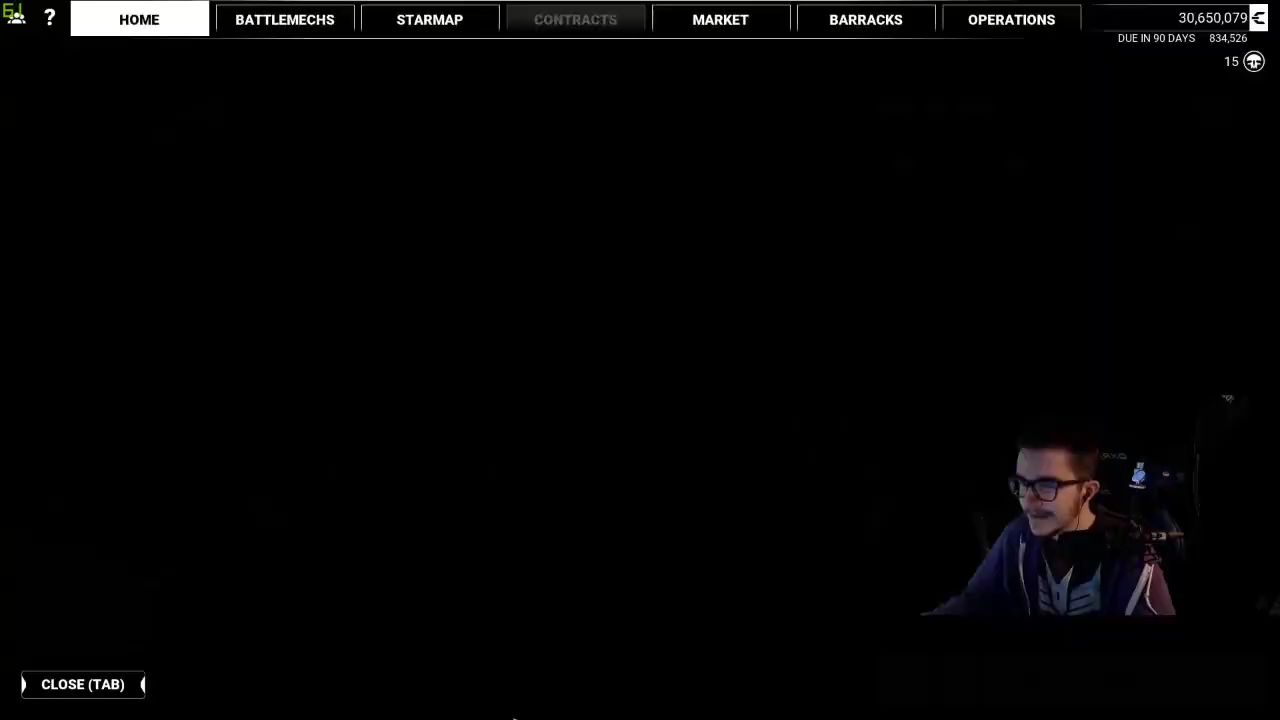 ?
HOME
BATTLEMECHS
STARMAP
CONTRACTS
MARKET
BARRACKS
OPERATIONS
30,650,079
DUE IN 90 DAYS 834,526
15
CLOSE (TAB)